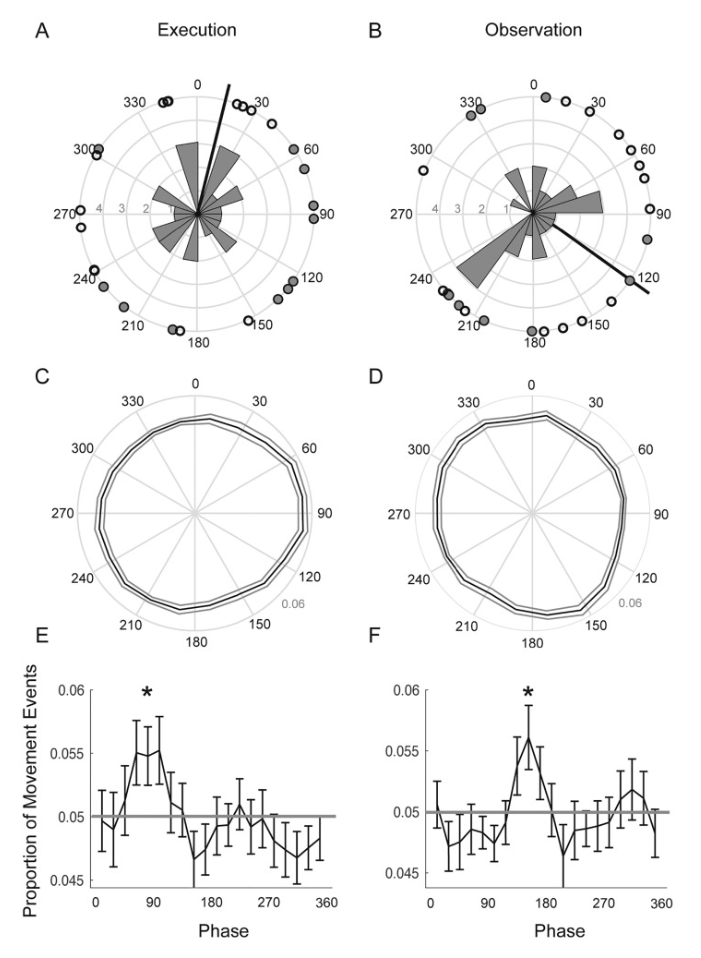 A Execution B Observation
0 0
330 30 330 30
300 60 300 60
270 4 3 2 1 90 270 4 3 2 1 90
240 120 240 120
210 150 210 150
180 180
C D
0 0
330 30 330 30
300 60 300 60
270 90 270 90
240 120 240 120
0.06 0.06
210 150 210 150
180 180
E F
Proportion of Movement Events
0.06 * 0.06 *
0.055 0.055
0.05 0.05
0.045 0.045
0 90 180 270 360 0 90 180 270 360
Phase Phase